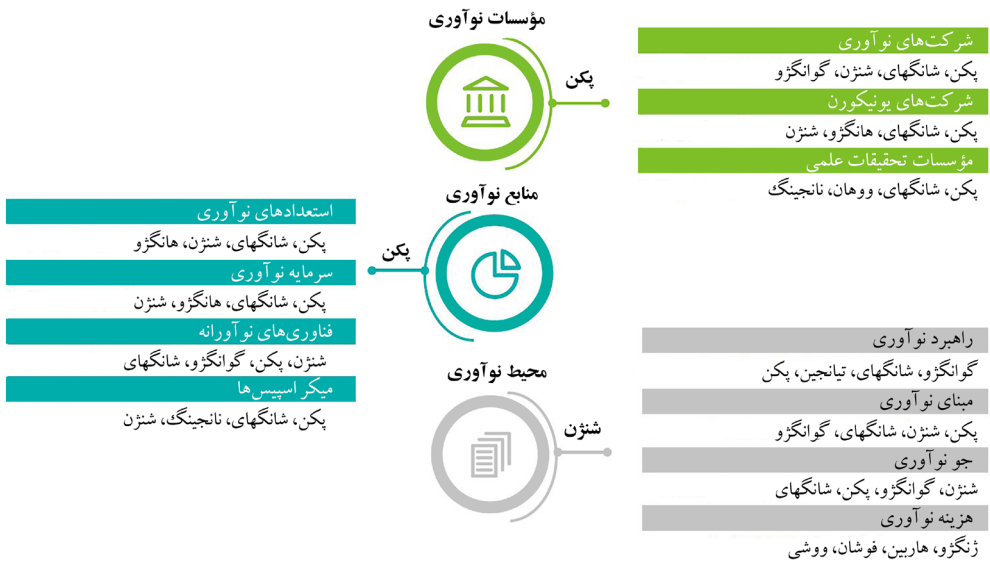 مؤسسات نوآوری
پکن
شرکت‌های نوآوری
پکن، شانگهای، شنژن، گوانگژو
شرکت‌های یونیکورن
پکن، شانگهای، هانگژو، شنژن
مؤسسات تحقیقات علمی
پکن، شانگهای، ووهان، نانجینگ
منابع نوآوری
پکن
استعدادهای نوآوری
پکن، شانگهای، شنژن، هانگژو
سرمایه نوآوری
پکن، شانگهای، هانگژو، شنژن
فناوری‌های نوآورانه
شنژن، پکن، گوانگژو، شانگهای
میکر اسپیس‌ها
پکن، شانگهای، نانجینگ، شنژن
محیط نوآوری
شنژن
راهبرد نوآوری
گوانگژو، شانگهای، تیانجین، پکن
مبنای نوآوری
پکن، شنژن، شانگهای، گوانگژو
جو نوآوری
شنژن، گوانگژو، پکن، شانگهای
هزینه نوآوری
ژنگژو، هاربین، فوشان، ووشی